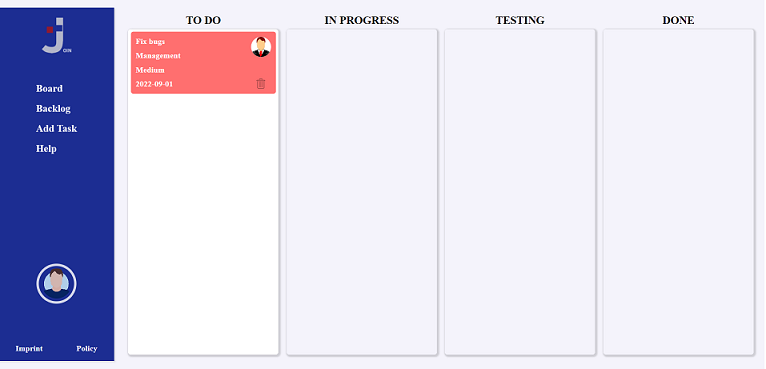 J OIN
Board
Backlog
Add Task
Help
Imprint Policy
TO DO
Fix bugs
Management
Medium
2022-09-01
IN PROGRESS
TESTING
DONE